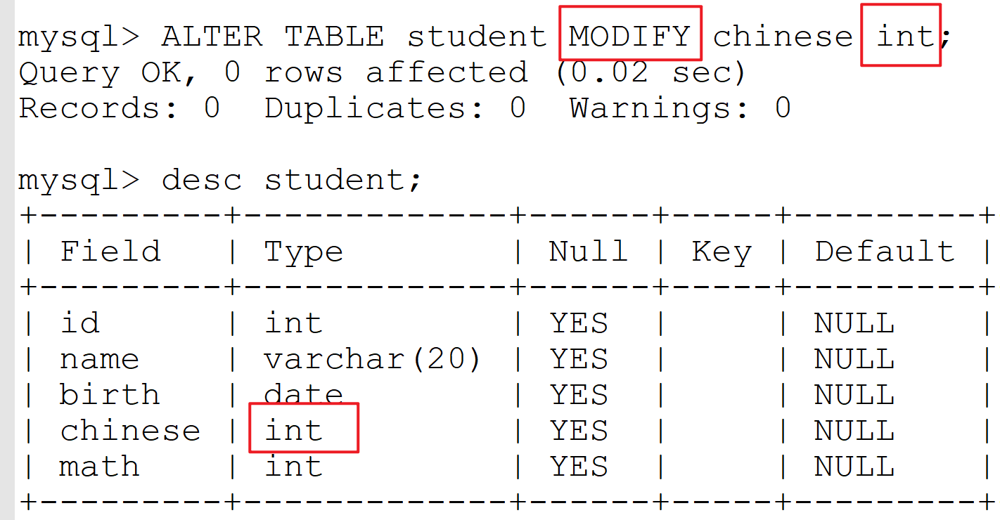 mysql> ALTER TABLE student MODIFY chinese int;
Query OK, 0 rows affected (0.02 sec)
Records: 0  Duplicates: 0  Warnings: 0
mysql> desc student;
+---------+-------------+------+-----+---------+
| Field   | Type        | Null | Key | Default |
+---------+-------------+------+-----+---------+
| id      | int         | YES  |     | NULL    |
| name    | varchar(20) | YES  |     | NULL    |
| birth   | date        | YES  |     | NULL    |
| chinese | int         | YES  |     | NULL    |
| math    | int         | YES  |     | NULL    |
+---------+-------------+------+-----+---------+